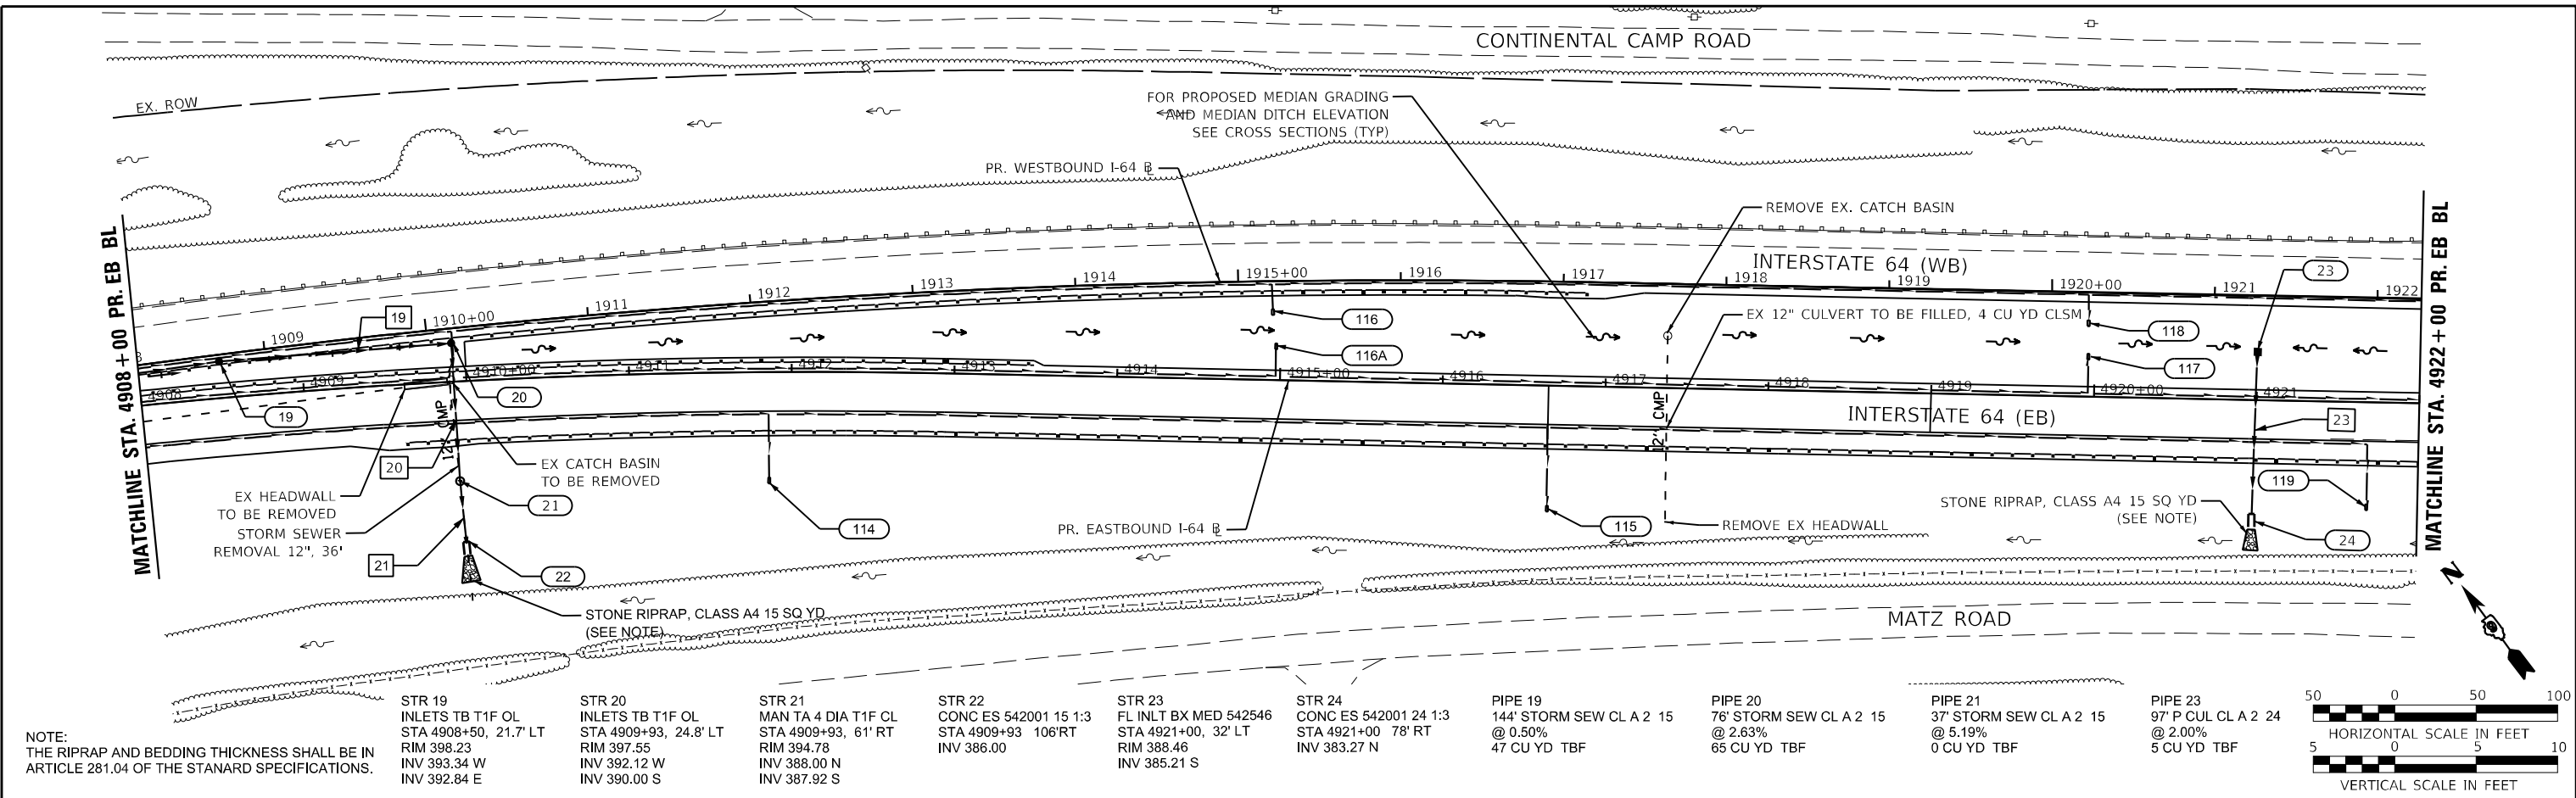 CONTINENTAL CAMP ROAD
EX. ROW
FOR PROPOSED MEDIAN GRADING
AND MEDIAN DITCH ELEVATION
SEE CROSS SECTIONS (TYP)
PR. WESTBOUND I-64 ℄
REMOVE EX. CATCH BASIN
MATCHLINE STA. 4908+00 PR. EB BL
MATCHLINE STA. 4922+00 PR. EB BL
INTERSTATE 64 (WB)
23
1909
1910+00
1911
1912
1913
1914
1915+00
1916
1917
1918
1919
1920+00
1921
1922
19
116
EX 12" CULVERT TO BE FILLED, 4 CU YD CLSM
118
116A
117
4908
4909
4910+00
4911
4912
4913
4914
4915+00
4916
4917
4918
4919
4920+00
4921
19
20
12" CMP
12" CMP
INTERSTATE 64 (EB)
23
20
EX CATCH BASIN
TO BE REMOVED
EX HEADWALL
TO BE REMOVED
STORM SEWER
REMOVAL 12", 36'
21
114
PR. EASTBOUND I-64 ℄
115
REMOVE EX HEADWALL
STONE RIPRAP, CLASS A4 15 SQ YD
(SEE NOTE)
119
24
21
22
STONE RIPRAP, CLASS A4 15 SQ YD
(SEE NOTE)
MATZ ROAD
N
NOTE:
THE RIPRAP AND BEDDING THICKNESS SHALL BE IN
ARTICLE 281.04 OF THE STANARD SPECIFICATIONS.
STR 19
INLETS TB T1F OL
STA 4908+50, 21.7' LT
RIM 398.23
INV 393.34 W
INV 392.84 E
STR 20
INLETS TB T1F OL
STA 4909+93, 24.8' LT
RIM 397.55
INV 392.12 W
INV 390.00 S
STR 21
MAN TA 4 DIA T1F CL
STA 4909+93, 61' RT
RIM 394.78
INV 388.00 N
INV 387.92 S
STR 22
CONC ES 542001 15 1:3
STA 4909+93 106'RT
INV 386.00
STR 23
FL INLT BX MED 542546
STA 4921+00, 32' LT
RIM 388.46
INV 385.21 S
STR 24
CONC ES 542001 24 1:3
STA 4921+00 78' RT
INV 383.27 N
PIPE 19
144' STORM SEW CL A 2 15
@ 0.50%
47 CU YD TBF
PIPE 20
76' STORM SEW CL A 2 15
@ 2.63%
65 CU YD TBF
PIPE 21
37' STORM SEW CL A 2 15
@ 5.19%
0 CU YD TBF
PIPE 23
97' P CUL CL A 2 24
@ 2.00%
5 CU YD TBF
50 0 50 100
HORIZONTAL SCALE IN FEET
5 0 5 10
VERTICAL SCALE IN FEET